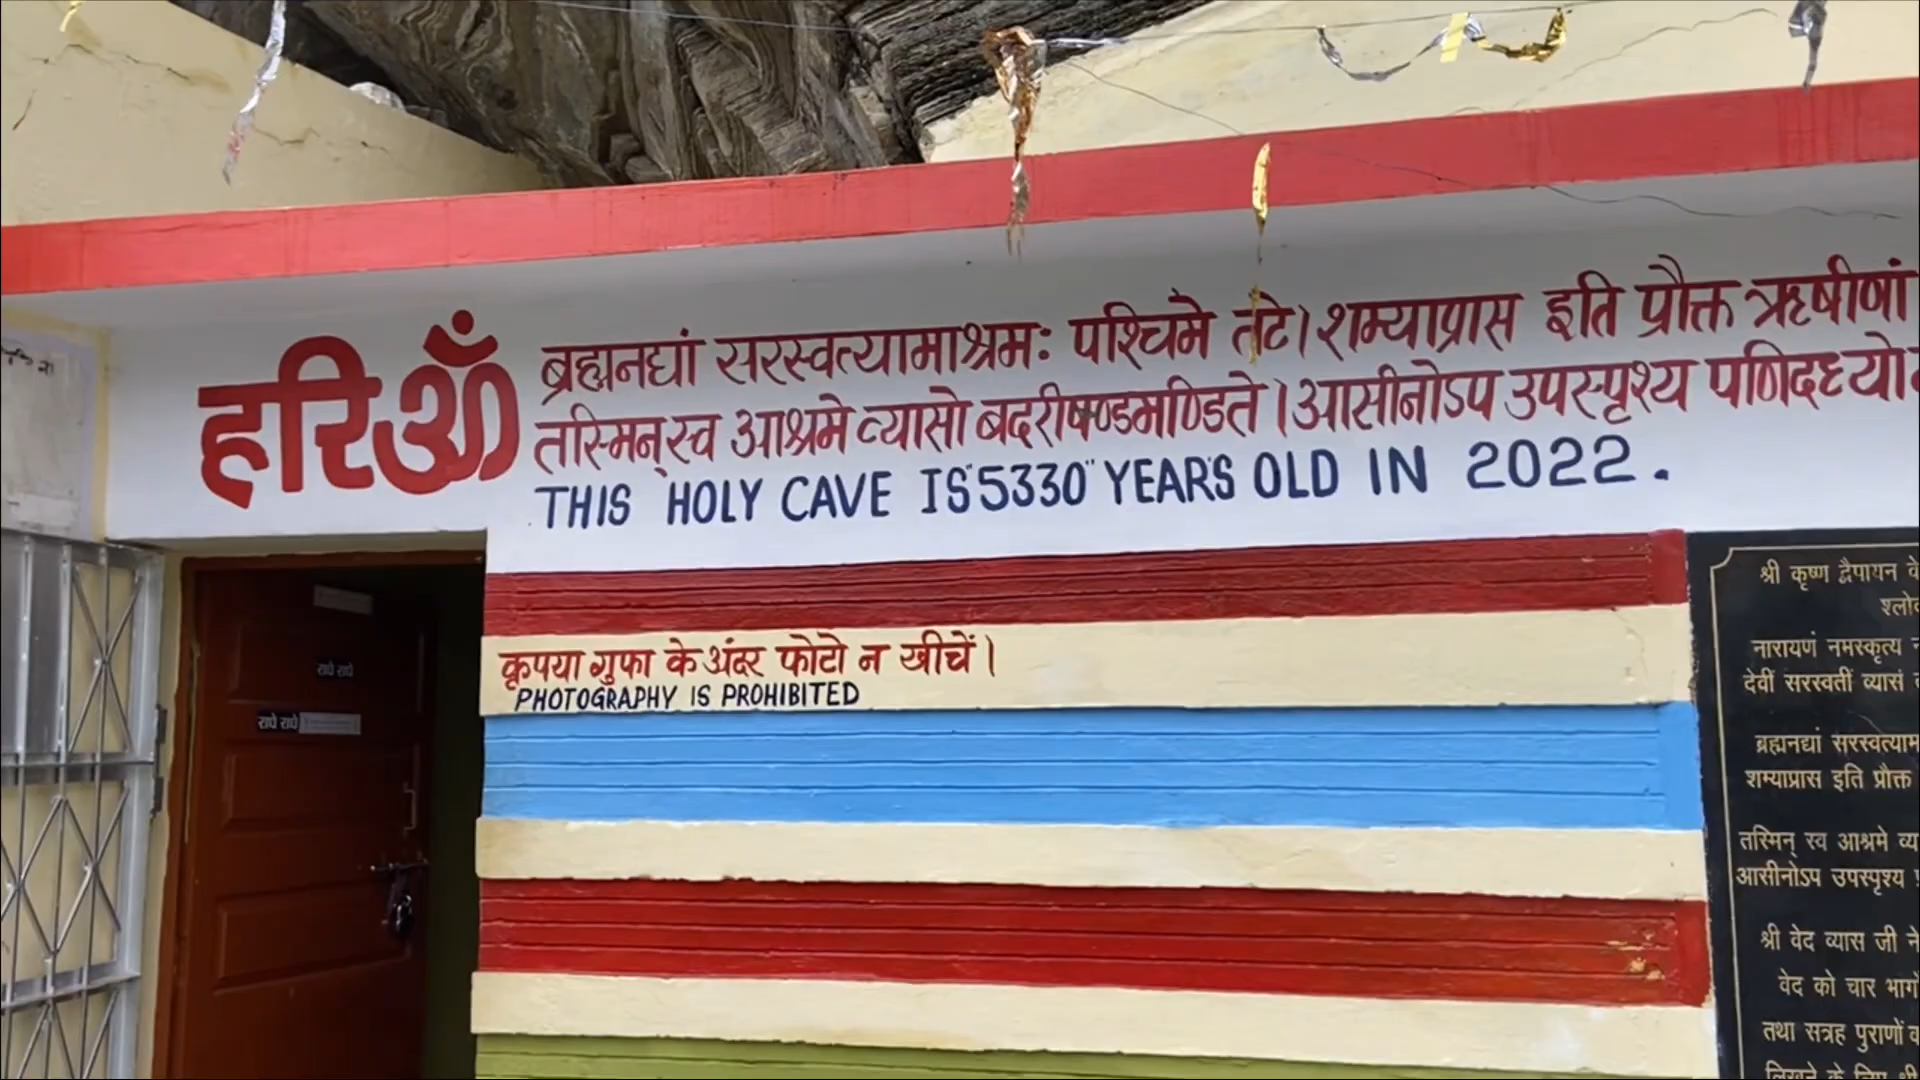 हरि ॐ
ब्रह्मनद्यां सरस्वत्यामाश्रमः पश्चिमे तटे। शम्याप्रास इति प्रौक्त ऋषीणां
तस्मिन् स्व आश्रमे व्यासो बदरीषण्डमण्डिते। आसीनोऽप उपस्पृश्य पणिदध्यो
THIS HOLY CAVE IS "5330" YEARS OLD IN 2022.
कृपया गुफा के अंदर फोटो न खीचें।
PHOTOGRAPHY IS PROHIBITED
राधे राधे
राधे राधे
श्री कृष्ण द्वैपायन वे
श्लो
नारायणं नमस्कृत्य
देवीं सरस्वतीं व्यासं
ब्रह्मनद्यां सरस्वत्याम
शम्याप्रास इति प्रौक्त
तस्मिन् स्व आश्रमे व्य
आसीनोऽप उपस्पृश्य
श्री वेद व्यास जी ने
वेद को चार भागों
तथा सत्रह पुराणों
लिखने के लिए श्री